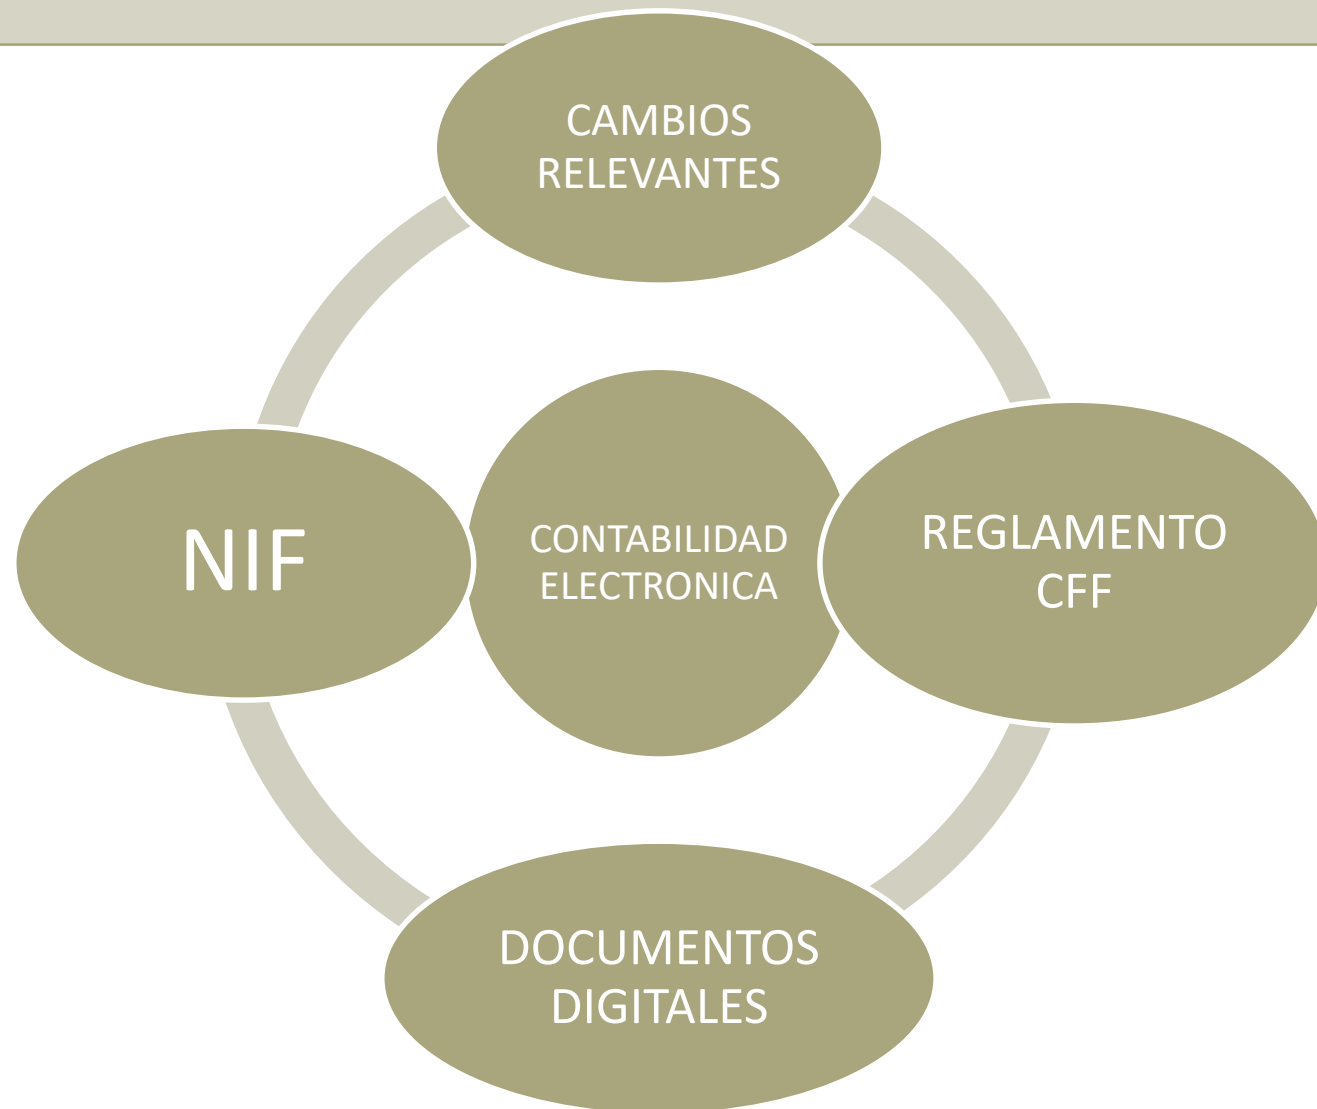 CAMBIOS
RELEVANTES
NIF
CONTABILIDAD
ELECTRONICA
REGLAMENTO
CFF
DOCUMENTOS
DIGITALES